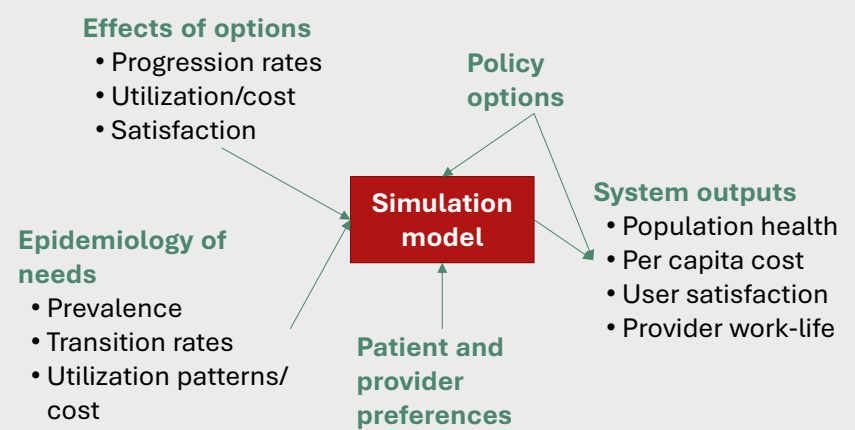 Effects of options
• Progression rates
• Utilization/cost
• Satisfaction
Policy
options
Simulation
model
System outputs
• Population health
• Per capita cost
• User satisfaction
• Provider work-life
Epidemiology of
needs
• Prevalence
• Transition rates
• Utilization patterns/
cost
Patient and
provider
preferences